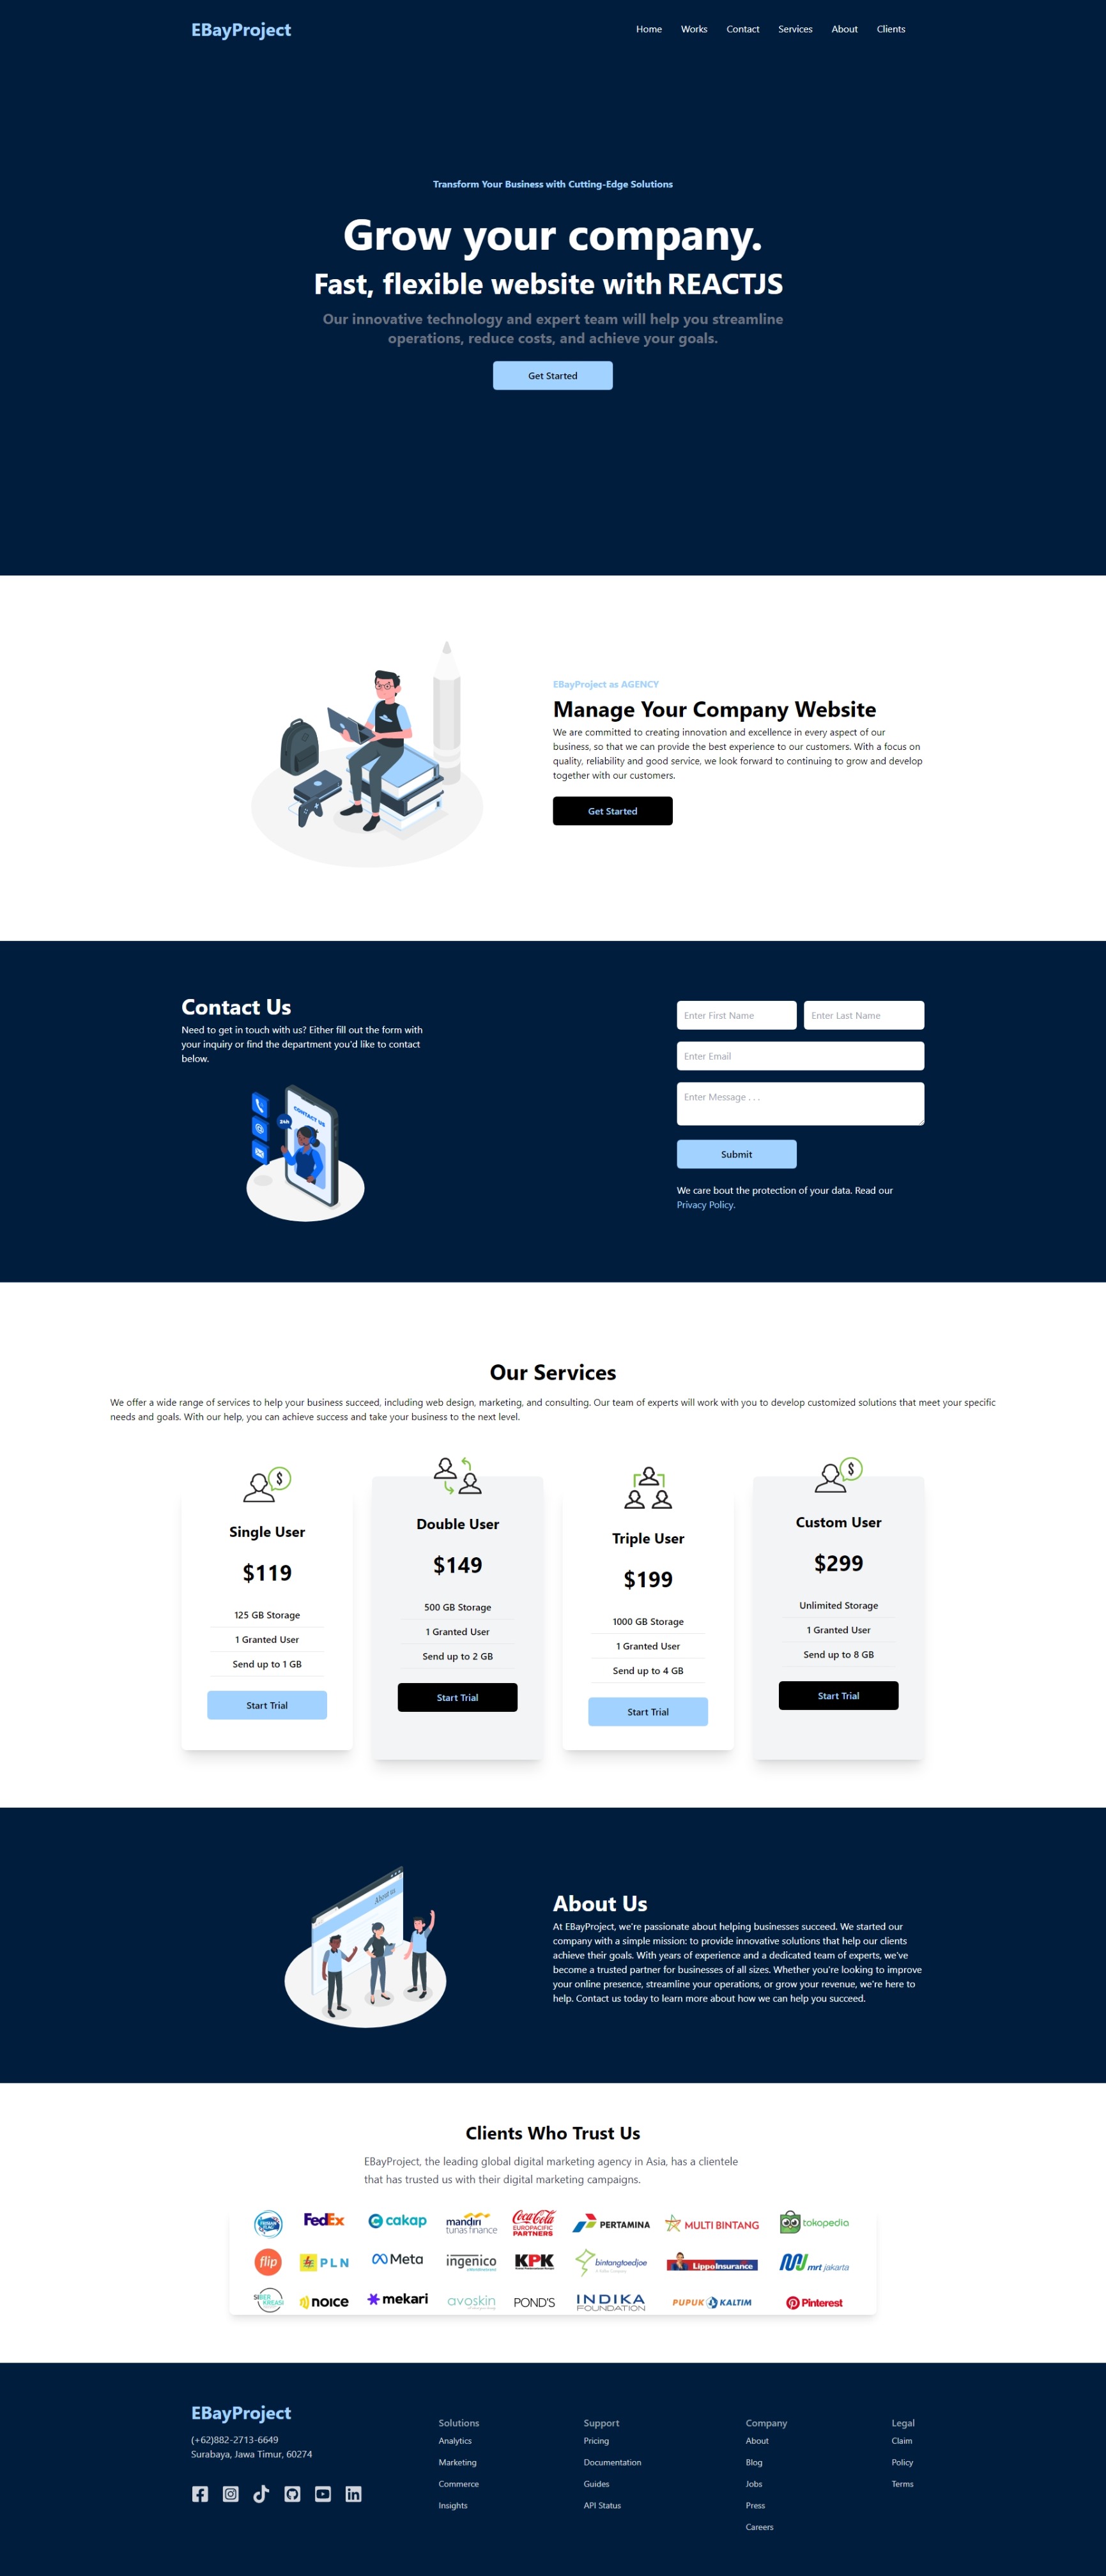 EBayProject
Home Works Contact Services About Clients
Transform Your Business with Cutting-Edge Solutions
Grow your company.
Fast, flexible website with REACTJS
Our innovative technology and expert team will help you streamline
operations, reduce costs, and achieve your goals.
Get Started
EBayProject as AGENCY
Manage Your Company Website
We are committed to creating innovation and excellence in every aspect of our
business, so that we can provide the best experience to our customers. With a focus on
quality, reliability and good service, we look forward to continuing to grow and develop
together with our customers.
Get Started
Contact Us
Need to get in touch with us? Either fill out the form with
your inquiry or find the department you'd like to contact
below.
CONTACT US
24h
Enter First Name
Enter Last Name
Enter Email
Enter Message . . .
Submit
We care bout the protection of your data. Read our
Privacy Policy.
Our Services
We offer a wide range of services to help your business succeed, including web design, marketing, and consulting. Our team of experts will work with you to develop customized solutions that meet your specific
needs and goals. With our help, you can achieve success and take your business to the next level.
$
Single User
$119
125 GB Storage
1 Granted User
Send up to 1 GB
Start Trial
Double User
$149
500 GB Storage
1 Granted User
Send up to 2 GB
Start Trial
Triple User
$199
1000 GB Storage
1 Granted User
Send up to 4 GB
Start Trial
$
Custom User
$299
Unlimited Storage
1 Granted User
Send up to 8 GB
Start Trial
About us
About Us
At EBayProject, we're passionate about helping businesses succeed. We started our
company with a simple mission: to provide innovative solutions that help our clients
achieve their goals. With years of experience and a dedicated team of experts, we've
become a trusted partner for businesses of all sizes. Whether you're looking to improve
your online presence, streamline your operations, or grow your revenue, we're here to
help. Contact us today to learn more about how we can help you succeed.
Clients Who Trust Us
EBayProject, the leading global digital marketing agency in Asia, has a clientele
that has trusted us with their digital marketing campaigns.
FedEx
cakap
mandiri
tunas finance
Coca-Cola
EUROPACIFIC
PARTNERS
PERTAMINA
MULTI BINTANG
tokopedia
flip
PLN
Meta
ingenico
KPK
bintangtoedjoe
LippoInsurance
mrt jakarta
SIBER
KREASI
noice
mekari
avoskin
POND'S
INDIKA
FOUNDATION
PUPUK KALTIM
Pinterest
EBayProject
(+62)882-2713-6649
Surabaya, Jawa Timur, 60274
Solutions
Analytics
Marketing
Commerce
Insights
Support
Pricing
Documentation
Guides
API Status
Company
About
Blog
Jobs
Press
Careers
Legal
Claim
Policy
Terms